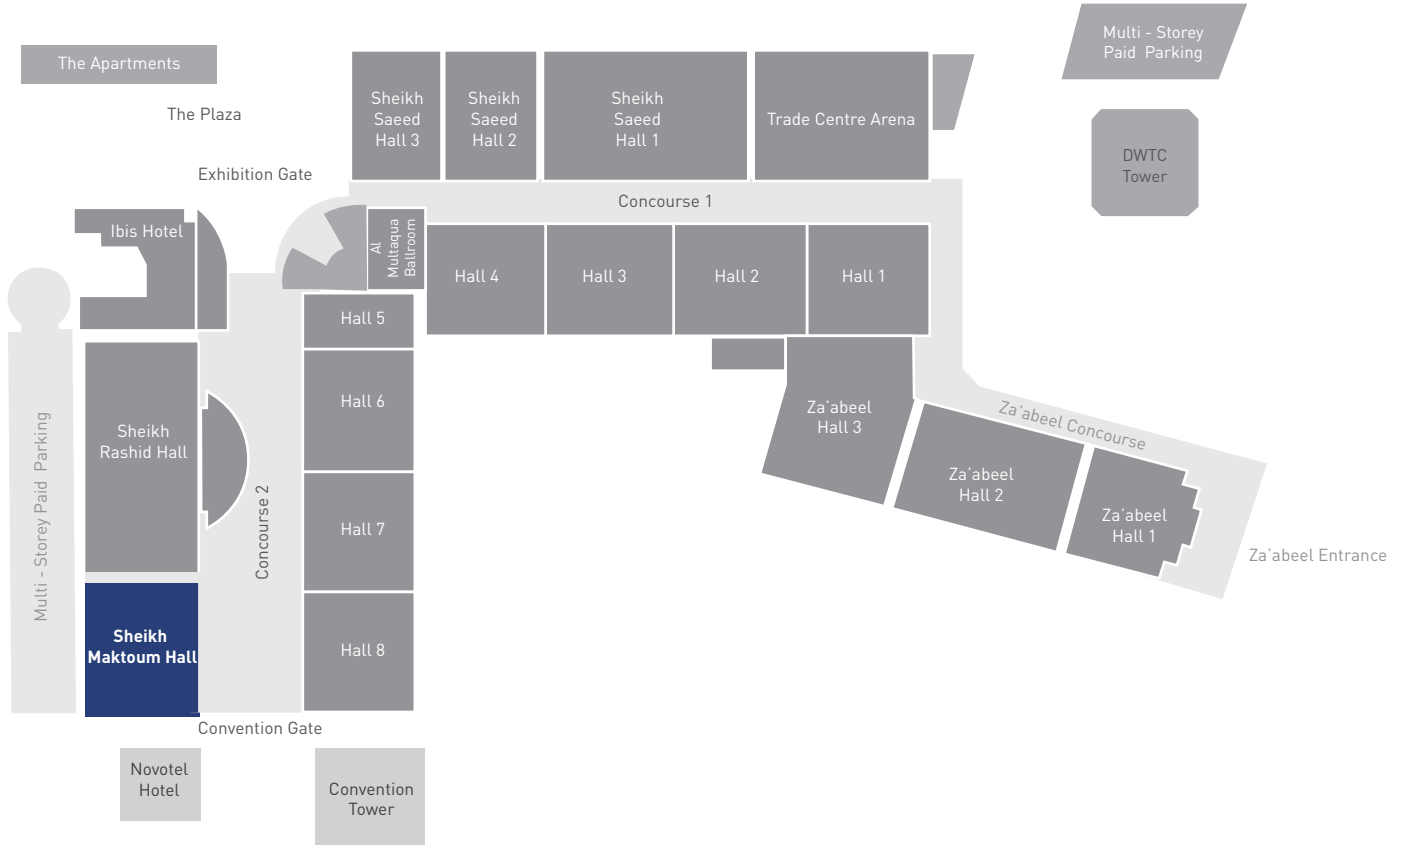 Multi - Storey
Paid Parking
The Apartments
The Plaza
Sheikh
Saeed
Hall 3
Sheikh
Saeed
Hall 2
Sheikh
Saeed
Hall 1
Trade Centre Arena
DWTC
Tower
Exhibition Gate
Concourse 1
Ibis Hotel
Al
Multaqua
Ballroom
Hall 4
Hall 3
Hall 2
Hall 1
Hall 5
Hall 6
Hall 7
Hall 8
Sheikh
Rashid Hall
Concourse 2
Multi - Storey Paid Parking
Sheikh
Maktoum Hall
Za'abeel
Hall 3
Za'abeel Concourse
Za'abeel
Hall 2
Za'abeel
Hall 1
Za'abeel Entrance
Convention Gate
Novotel
Hotel
Convention
Tower